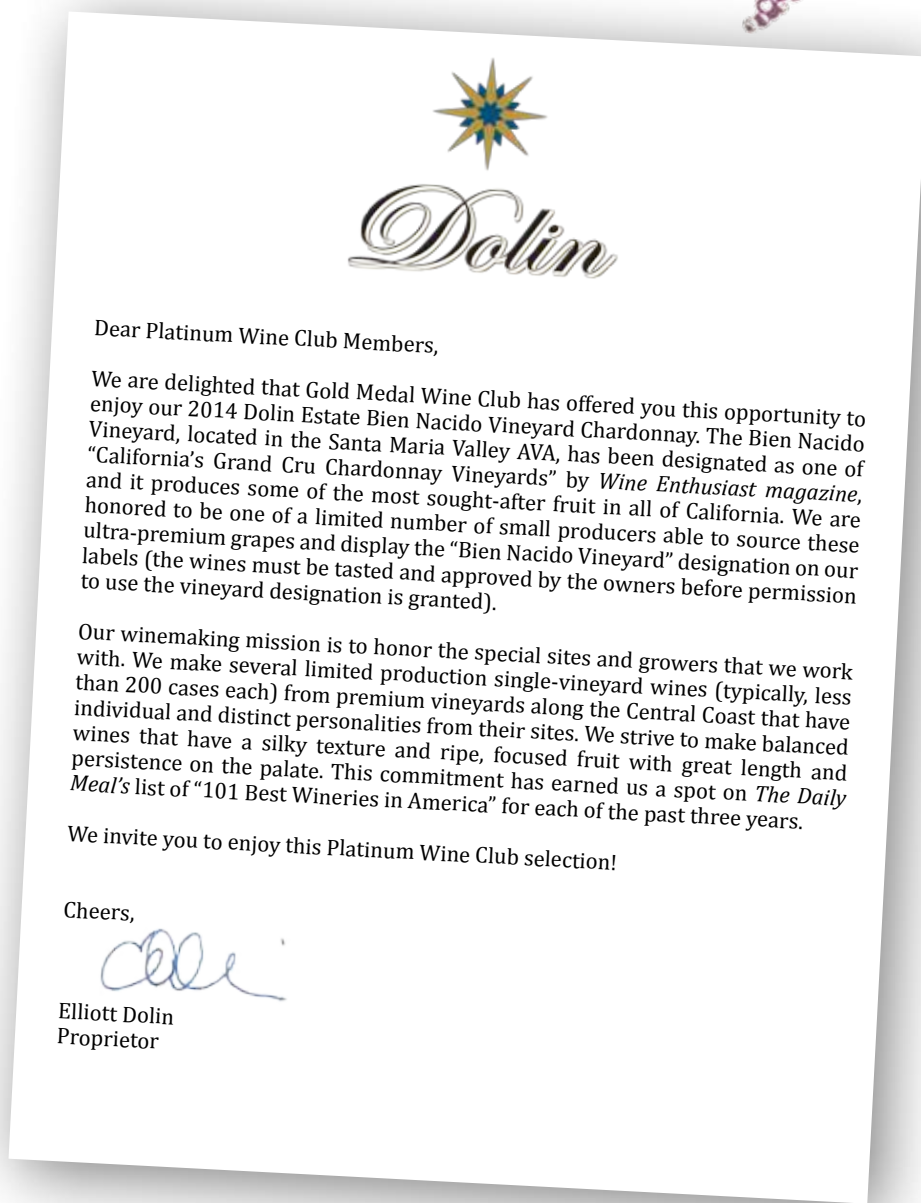 Dolin
Dear Platinum Wine Club Members,
We are delighted that Gold Medal Wine Club has offered you this opportunity to
enjoy our 2014 Dolin Estate Bien Nacido Vineyard Chardonnay. The Bien Nacido
Vineyard, located in the Santa Maria Valley AVA, has been designated as one of
“California’s Grand Cru Chardonnay Vineyards” by Wine Enthusiast magazine,
and it produces some of the most sought-after fruit in all of California. We are
honored to be one of a limited number of small producers able to source these
ultra-premium grapes and display the “Bien Nacido Vineyard” designation on our
labels (the wines must be tasted and approved by the owners before permission
to use the vineyard designation is granted).
Our winemaking mission is to honor the special sites and growers that we work
with. We make several limited production single-vineyard wines (typically, less
than 200 cases each) from premium vineyards along the Central Coast that have
individual and distinct personalities from their sites. We strive to make balanced
wines that have a silky texture and ripe, focused fruit with great length and
persistence on the palate. This commitment has earned us a spot on The Daily
Meal’s list of “101 Best Wineries in America” for each of the past three years.
We invite you to enjoy this Platinum Wine Club selection!
Cheers,
Elliott Dolin
Proprietor